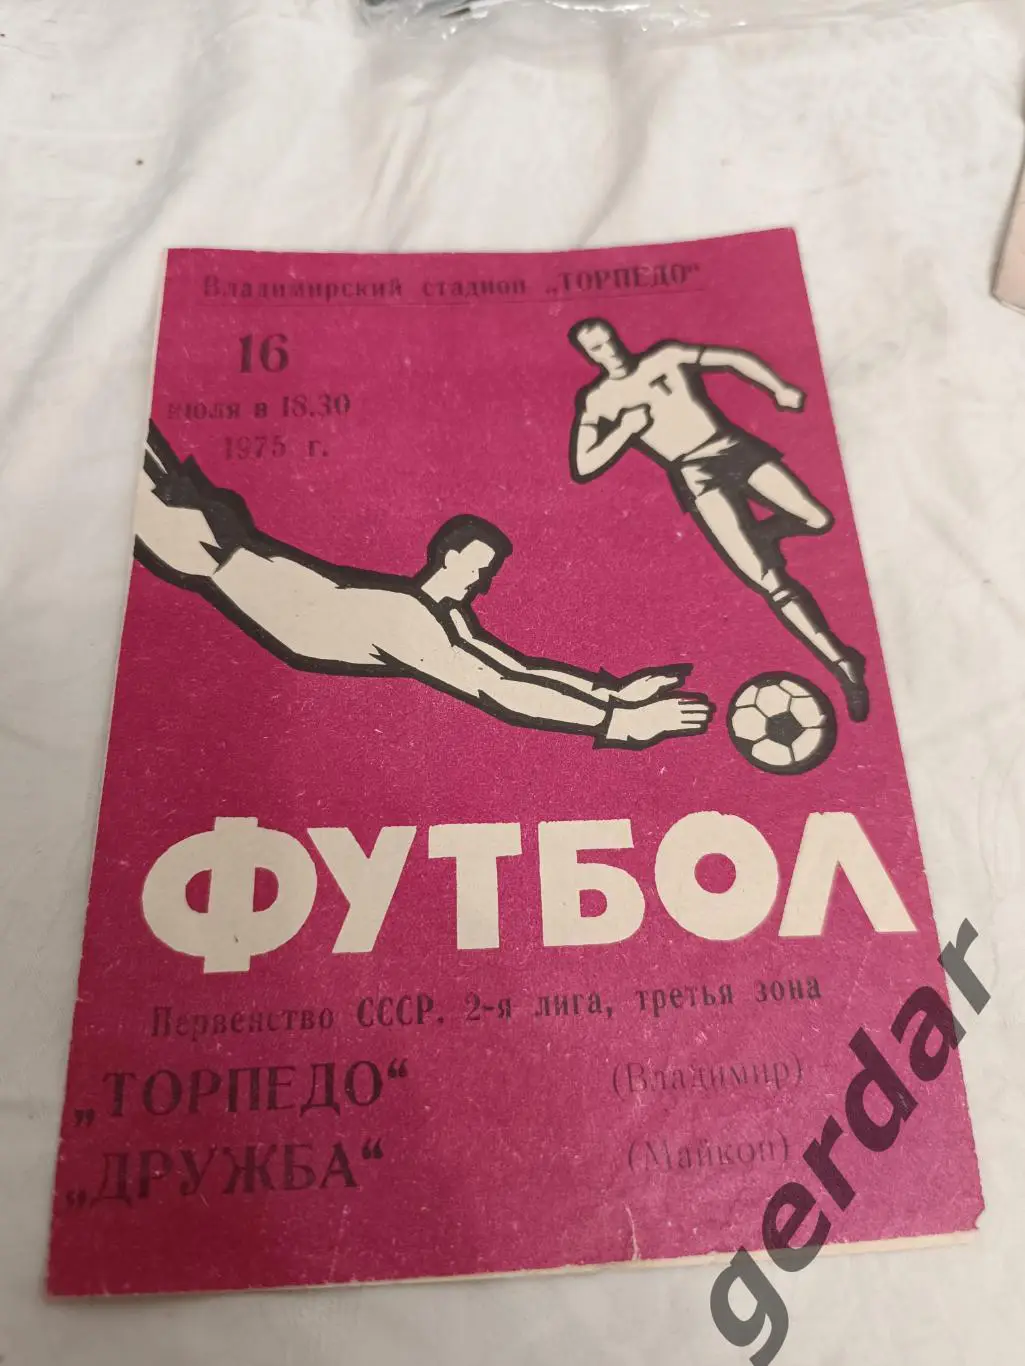 Владимирский стадион „ТОРПЕДО“
16
июля в 18.30
1975 г.
Т
ФУТБОЛ
Первенство СССР. 2-я лига, третья зона
„ТОРПЕДО“ (Владимир)
„ДРУЖБА“ (Майкоп)
gerdar